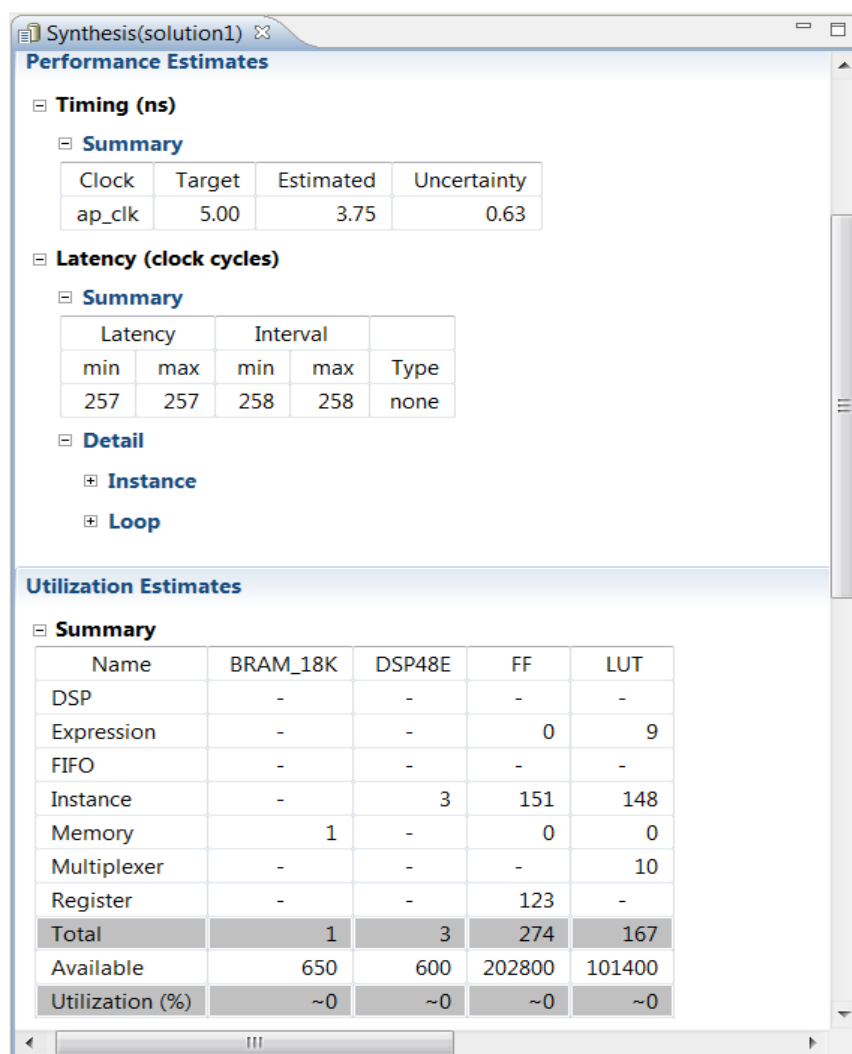 Synthesis(solution1)
Performance Estimates
Timing (ns)
Summary
Clock Target Estimated Uncertainty
ap_clk 5.00 3.75 0.63
Latency (clock cycles)
Summary
Latency Interval
min max min max Type
257 257 258 258 none
Detail
Instance
Loop
Utilization Estimates
Summary
Name BRAM_18K DSP48E FF LUT
DSP - - - -
Expression - - 0 9
FIFO - - - -
Instance - 3 151 148
Memory 1 - 0 0
Multiplexer - - - 10
Register - - 123 -
Total 1 3 274 167
Available 650 600 202800 101400
Utilization (%) ~0 ~0 ~0 ~0